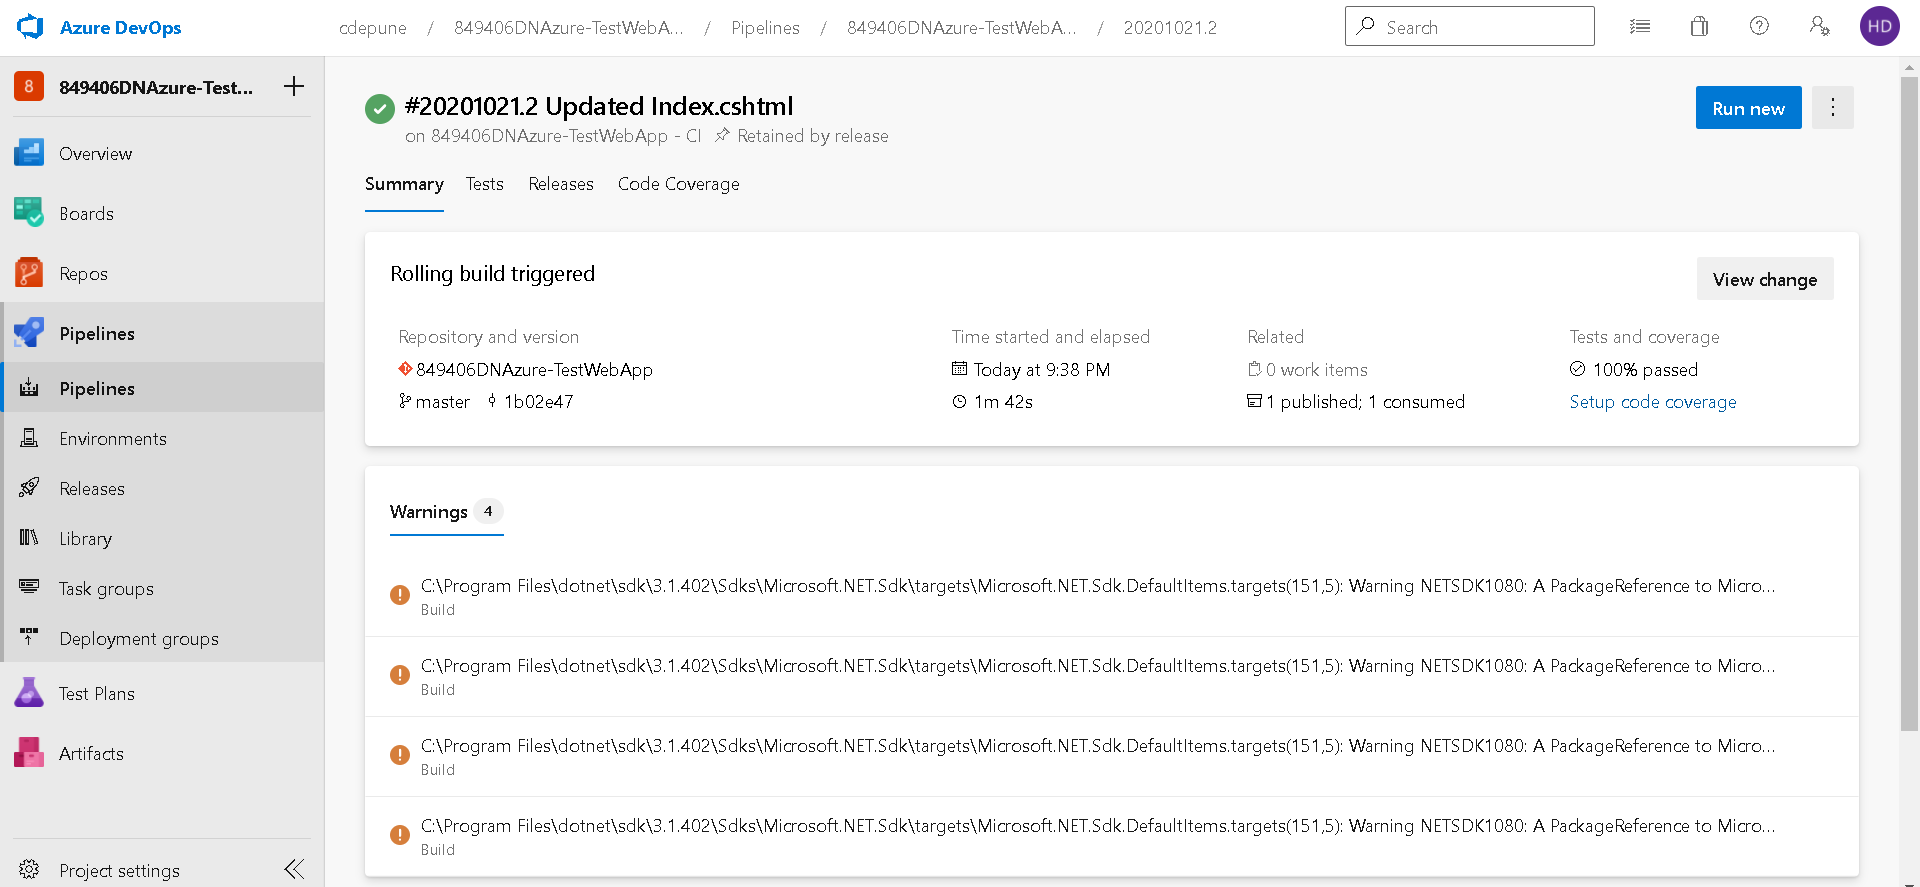 Azure DevOps
cdepune / 849406DNAzure-TestWebA... / Pipelines / 849406DNAzure-TestWebA... / 20201021.2
Search
HD
8 849406DNAzure-Test...
Overview
Boards
Repos
Pipelines
Pipelines
Environments
Releases
Library
Task groups
Deployment groups
Test Plans
Artifacts
Project settings
#20201021.2 Updated Index.cshtml
on 849406DNAzure-TestWebApp - CI Retained by release
Run new
Summary Tests Releases Code Coverage
Rolling build triggered
View change
Repository and version
849406DNAzure-TestWebApp
master 1b02e47
Time started and elapsed
Today at 9:38 PM
1m 42s
Related
0 work items
1 published; 1 consumed
Tests and coverage
100% passed
Setup code coverage
Warnings 4
C:\Program Files\dotnet\sdk\3.1.402\Sdks\Microsoft.NET.Sdk\targets\Microsoft.NET.Sdk.DefaultItems.targets(151,5): Warning NETSDK1080: A PackageReference to Micro...
Build
C:\Program Files\dotnet\sdk\3.1.402\Sdks\Microsoft.NET.Sdk\targets\Microsoft.NET.Sdk.DefaultItems.targets(151,5): Warning NETSDK1080: A PackageReference to Micro...
Build
C:\Program Files\dotnet\sdk\3.1.402\Sdks\Microsoft.NET.Sdk\targets\Microsoft.NET.Sdk.DefaultItems.targets(151,5): Warning NETSDK1080: A PackageReference to Micro...
Build
C:\Program Files\dotnet\sdk\3.1.402\Sdks\Microsoft.NET.Sdk\targets\Microsoft.NET.Sdk.DefaultItems.targets(151,5): Warning NETSDK1080: A PackageReference to Micro...
Build